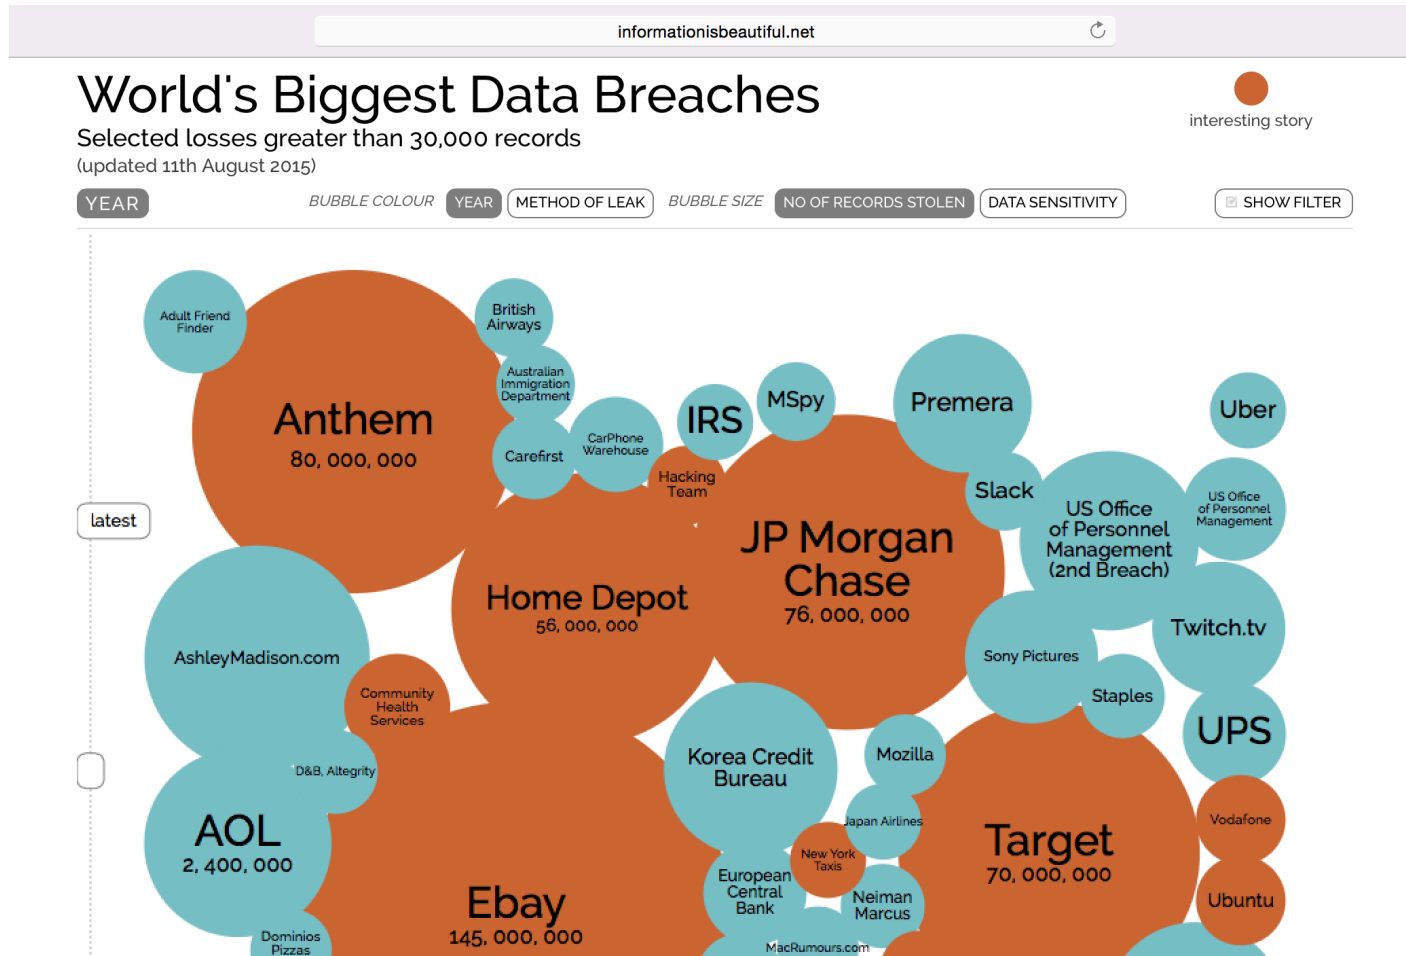 informationisbeautiful.net
World's Biggest Data Breaches
Selected losses greater than 30,000 records
(updated 11th August 2015)
interesting story
YEAR
BUBBLE COLOUR
YEAR
METHOD OF LEAK
BUBBLE SIZE
NO OF RECORDS STOLEN
DATA SENSITIVITY
SHOW FILTER
Adult Friend
Finder
British
Airways
Australian
Immigration
Department
Anthem
80, 000, 000
Carefirst
CarPhone
Warehouse
IRS
MSpy
Premera
Uber
Hacking
Team
Slack
US Office
of Personnel
Management
(2nd Breach)
US Office
of Personnel
Management
latest
JP Morgan
Chase
76, 000, 000
Home Depot
56, 000, 000
Twitch.tv
AshleyMadison.com
Sony Pictures
Community
Health
Services
Staples
UPS
Korea Credit
Bureau
Mozilla
D&B, Altegrity
AOL
2, 400, 000
Japan Airlines
Vodafone
Target
70, 000, 000
New York
Taxis
European
Central
Bank
Neiman
Marcus
Ubuntu
Ebay
145, 000, 000
Dominios
Pizzas
MacRumours.com